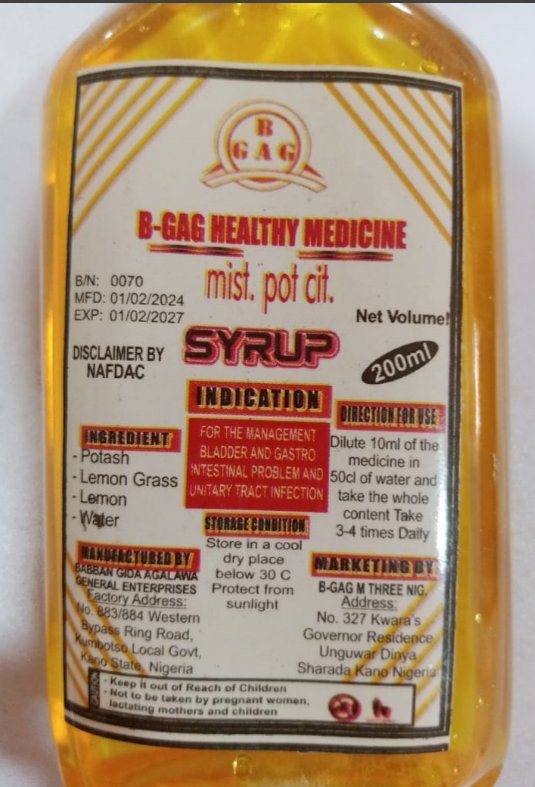 B
GAG
B-GAG HEALTHY MEDICINE
mist. pot cit.
B/N: 0070
MFD: 01/02/2024
EXP: 01/02/2027
Net Volume!
SYRUP
200ml
DISCLAIMER BY
NAFDAC
INDICATION
FOR THE MANAGEMENT
BLADDER AND GASTRO
INTESTINAL PROBLEM AND
UNITARY TRACT INFECTION
DIRECTION FOR USE
Dilute 10ml of the
medicine in
50cl of water and
take the whole
content Take
3-4 times Daily
INGREDIENT
- Potash
- Lemon Grass
- Lemon
- Water
STORAGE CONDITION
Store in a cool
dry place
below 30 C
Protect from
sunlight
MANUFACTURED BY
BABBAN GIDA AGALAWA
GENERAL ENTERPRISES
Factory Address:
No. 883/884 Western
Bypass Ring Road,
Kumbotso Local Govt,
Kano State, Nigeria
MARKETING BY
B-GAG M THREE NIG.
Address:
No. 327 Kwara's
Governor Residence
Unguwar Dinya
Sharada Kano Nigeria
CAUTION
- Keep it out of Reach of Children
- Not to be taken by pregnant women,
lactating mothers and children